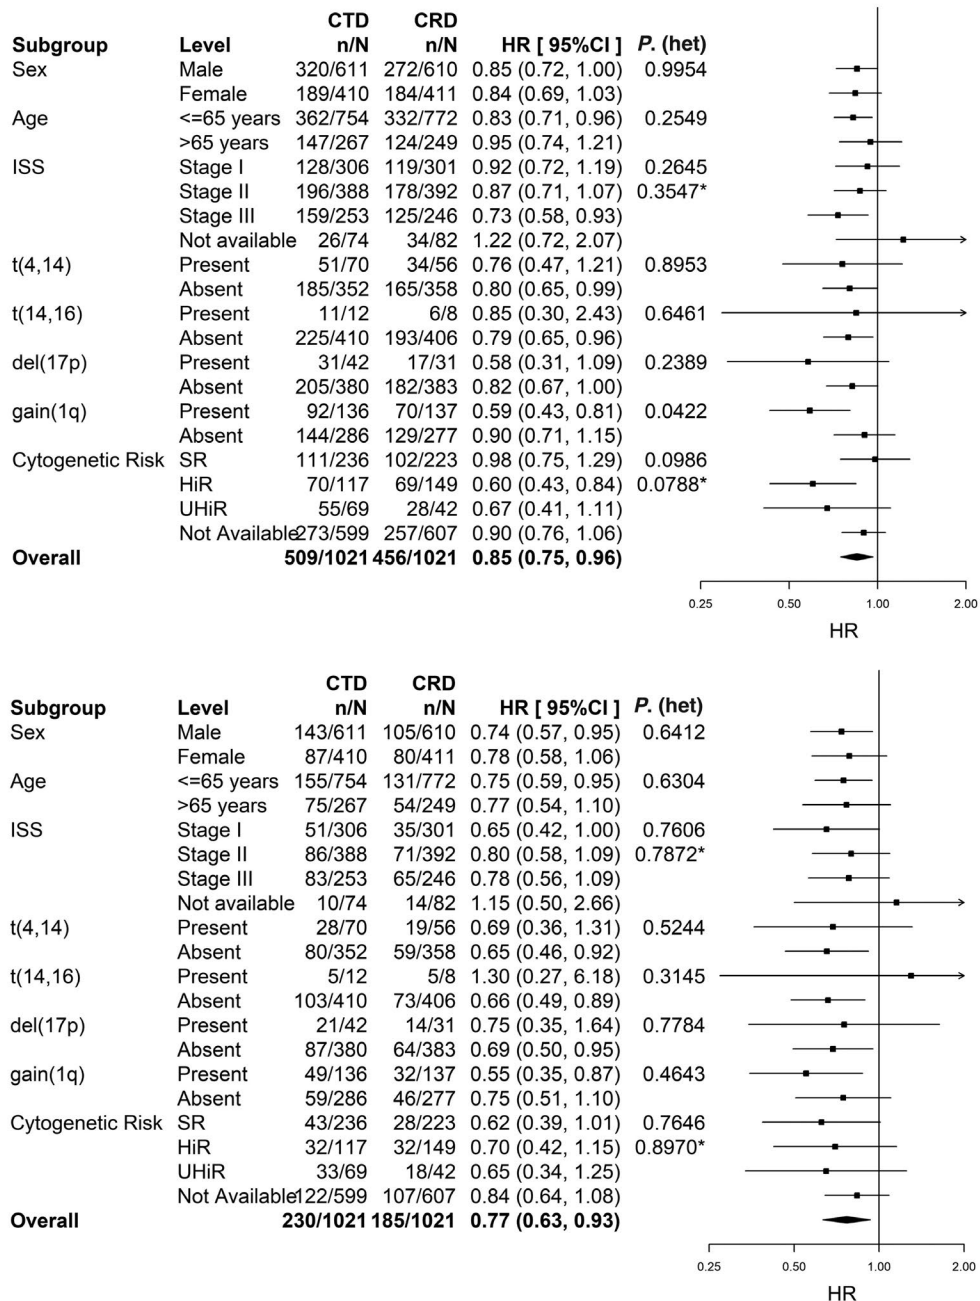 CTD CRD
Subgroup Level n/N n/N HR [ 95%CI ] P. (het)
Sex Male 320/611 272/610 0.85 (0.72, 1.00) 0.9954
Female 189/410 184/411 0.84 (0.69, 1.03)
Age <=65 years 362/754 332/772 0.83 (0.71, 0.96) 0.2549
>65 years 147/267 124/249 0.95 (0.74, 1.21)
ISS Stage I 128/306 119/301 0.92 (0.72, 1.19) 0.2645
Stage II 196/388 178/392 0.87 (0.71, 1.07) 0.3547*
Stage III 159/253 125/246 0.73 (0.58, 0.93)
Not available 26/74 34/82 1.22 (0.72, 2.07)
t(4,14) Present 51/70 34/56 0.76 (0.47, 1.21) 0.8953
Absent 185/352 165/358 0.80 (0.65, 0.99)
t(14,16) Present 11/12 6/8 0.85 (0.30, 2.43) 0.6461
Absent 225/410 193/406 0.79 (0.65, 0.96)
del(17p) Present 31/42 17/31 0.58 (0.31, 1.09) 0.2389
Absent 205/380 182/383 0.82 (0.67, 1.00)
gain(1q) Present 92/136 70/137 0.59 (0.43, 0.81) 0.0422
Absent 144/286 129/277 0.90 (0.71, 1.15)
Cytogenetic Risk SR 111/236 102/223 0.98 (0.75, 1.29) 0.0986
HiR 70/117 69/149 0.60 (0.43, 0.84) 0.0788*
UHiR 55/69 28/42 0.67 (0.41, 1.11)
Not Available 273/599 257/607 0.90 (0.76, 1.06)
Overall 509/1021 456/1021 0.85 (0.75, 0.96)
0.25 0.50 1.00 2.00
HR
CTD CRD
Subgroup Level n/N n/N HR [ 95%CI ] P. (het)
Sex Male 143/611 105/610 0.74 (0.57, 0.95) 0.6412
Female 87/410 80/411 0.78 (0.58, 1.06)
Age <=65 years 155/754 131/772 0.75 (0.59, 0.95) 0.6304
>65 years 75/267 54/249 0.77 (0.54, 1.10)
ISS Stage I 51/306 35/301 0.65 (0.42, 1.00) 0.7606
Stage II 86/388 71/392 0.80 (0.58, 1.09) 0.7872*
Stage III 83/253 65/246 0.78 (0.56, 1.09)
Not available 10/74 14/82 1.15 (0.50, 2.66)
t(4,14) Present 28/70 19/56 0.69 (0.36, 1.31) 0.5244
Absent 80/352 59/358 0.65 (0.46, 0.92)
t(14,16) Present 5/12 5/8 1.30 (0.27, 6.18) 0.3145
Absent 103/410 73/406 0.66 (0.49, 0.89)
del(17p) Present 21/42 14/31 0.75 (0.35, 1.64) 0.7784
Absent 87/380 64/383 0.69 (0.50, 0.95)
gain(1q) Present 49/136 32/137 0.55 (0.35, 0.87) 0.4643
Absent 59/286 46/277 0.75 (0.51, 1.10)
Cytogenetic Risk SR 43/236 28/223 0.62 (0.39, 1.01) 0.7646
HiR 32/117 32/149 0.70 (0.42, 1.15) 0.8970*
UHiR 33/69 18/42 0.65 (0.34, 1.25)
Not Available 122/599 107/607 0.84 (0.64, 1.08)
Overall 230/1021 185/1021 0.77 (0.63, 0.93)
0.25 0.50 1.00 2.00
HR